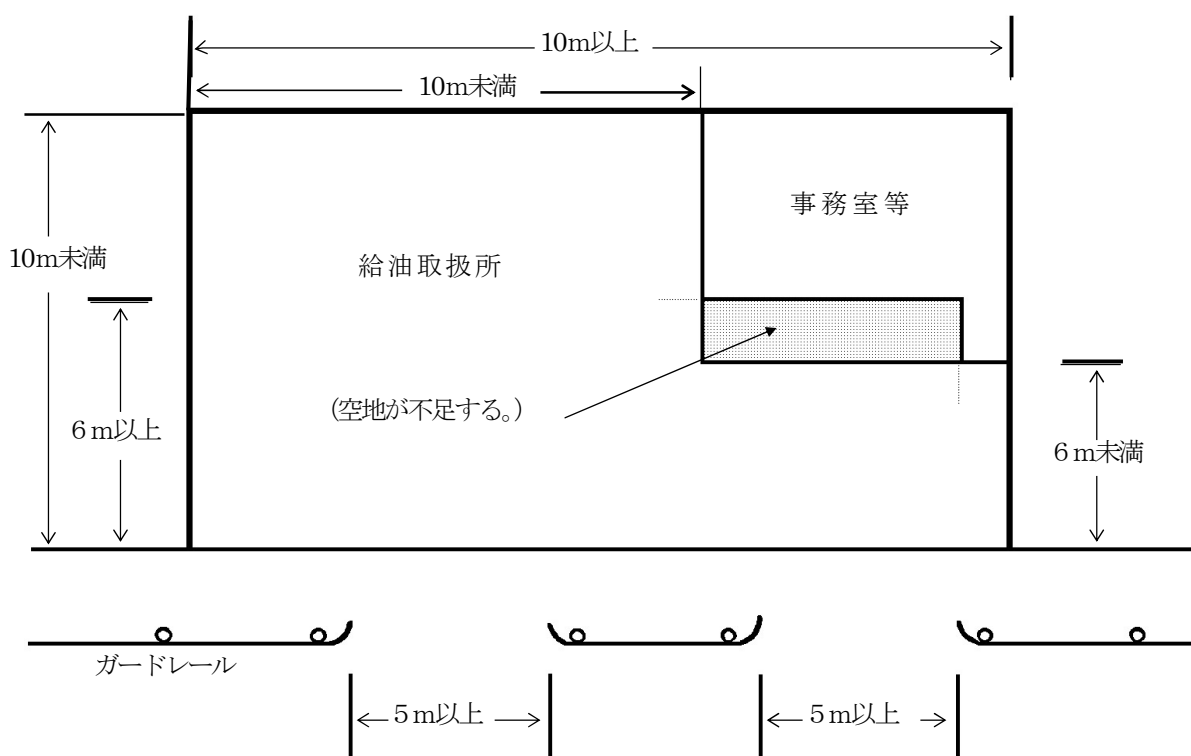 10m以上
10m未満
事務室等
10m未満
給油取扱所
(空地が不足する。)
6m以上
6m未満
ガードレール
5m以上
5m以上